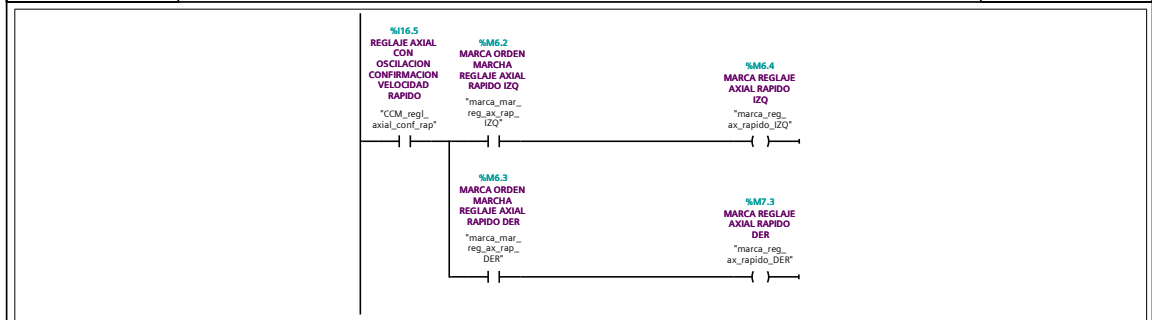 %I16.5
REGLAJE AXIAL
CON
OSCILACION
CONFIRMACION
VELOCIDAD
RAPIDO
"CCM_regl_
axial_conf_rap"
%M6.2
MARCA ORDEN
MARCHA
REGLAJE AXIAL
RAPIDO IZQ
"marca_mar_
reg_ax_rap_
IZQ"
%M6.4
MARCA REGLAJE
AXIAL RAPIDO
IZQ
"marca_reg_
ax_rapido_IZQ"
%M6.3
MARCA ORDEN
MARCHA
REGLAJE AXIAL
RAPIDO DER
"marca_mar_
reg_ax_rap_
DER"
%M7.3
MARCA REGLAJE
AXIAL RAPIDO
DER
"marca_reg_
ax_rapido_DER"